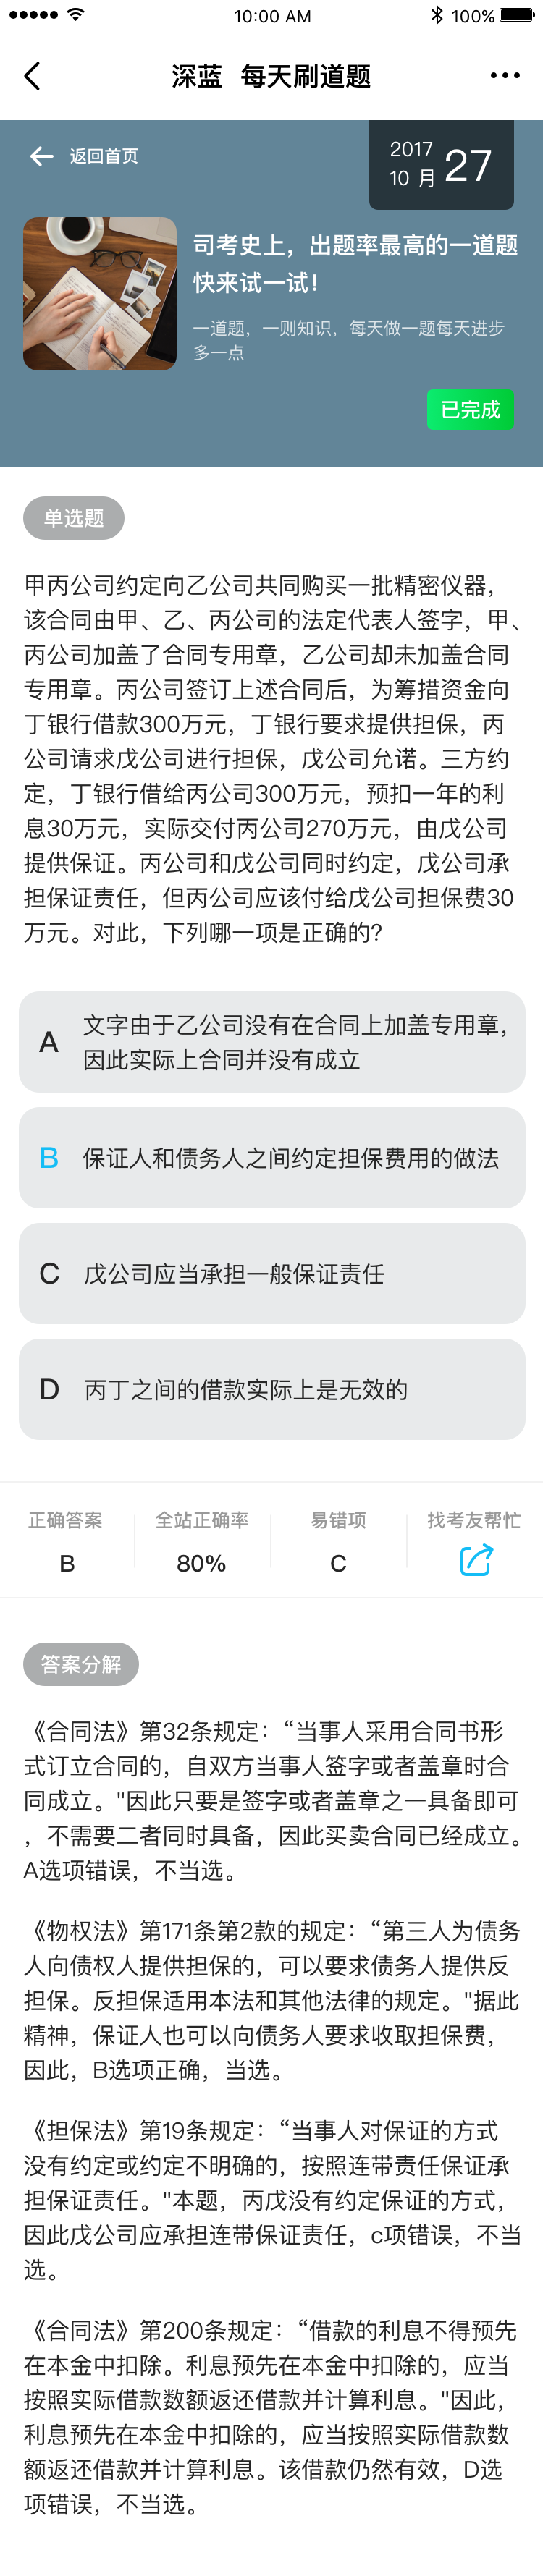 10:00 AM
100%
深蓝 每天刷道题
返回首页
2017
10 月
27
司考史上，出题率最高的一道题
快来试一试！
一道题，一则知识，每天做一题每天进步
多一点
已完成
单选题
甲丙公司约定向乙公司共同购买一批精密仪器，
该合同由甲、乙、丙公司的法定代表人签字，甲、
丙公司加盖了合同专用章，乙公司却未加盖合同
专用章。丙公司签订上述合同后，为筹措资金向
丁银行借款300万元，丁银行要求提供担保，丙
公司请求戊公司进行担保，戊公司允诺。三方约
定，丁银行借给丙公司300万元，预扣一年的利
息30万元，实际交付丙公司270万元，由戊公司
提供保证。丙公司和戊公司同时约定，戊公司承
担保证责任，但丙公司应该付给戊公司担保费30
万元。对此，下列哪一项是正确的?
A
文字由于乙公司没有在合同上加盖专用章，
因此实际上合同并没有成立
B 保证人和债务人之间约定担保费用的做法
C 戊公司应当承担一般保证责任
D 丙丁之间的借款实际上是无效的
正确答案 全站正确率 易错项 找考友帮忙
B 80% C
答案分解
《合同法》第32条规定：“当事人采用合同书形
式订立合同的，自双方当事人签字或者盖章时合
同成立。"因此只要是签字或者盖章之一具备即可
，不需要二者同时具备，因此买卖合同已经成立。
A选项错误，不当选。
《物权法》第171条第2款的规定：“第三人为债务
人向债权人提供担保的，可以要求债务人提供反
担保。反担保适用本法和其他法律的规定。"据此
精神，保证人也可以向债务人要求收取担保费，
因此，B选项正确，当选。
《担保法》第19条规定：“当事人对保证的方式
没有约定或约定不明确的，按照连带责任保证承
担保证责任。"本题，丙戊没有约定保证的方式，
因此戊公司应承担连带保证责任，c项错误，不当
选。
《合同法》第200条规定：“借款的利息不得预先
在本金中扣除。利息预先在本金中扣除的，应当
按照实际借款数额返还借款并计算利息。"因此，
利息预先在本金中扣除的，应当按照实际借款数
额返还借款并计算利息。该借款仍然有效，D选
项错误，不当选。